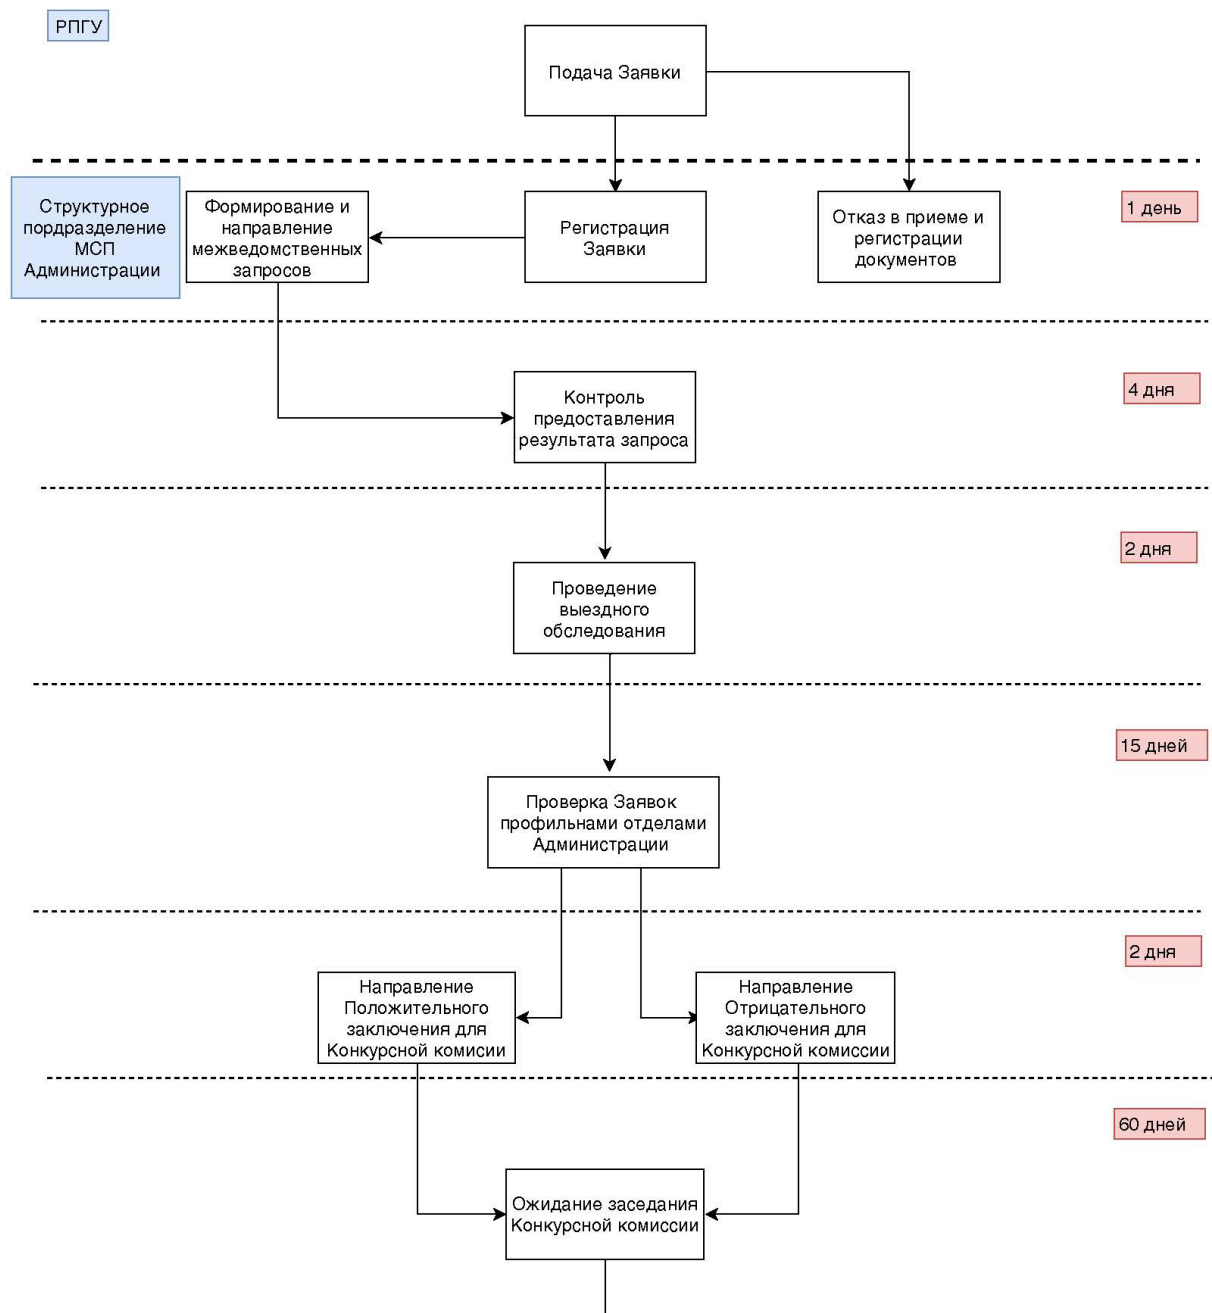 РПГУ
Подача Заявки
Структурное
пордразделение
МСП
Администрации
Формирование и
направление
межведомственных
запросов
Регистрация
Заявки
Отказ в приеме и
регистрации
документов
1 день
Контроль
предоставления
результата запроса
4 дня
2 дня
Проведение
выездного
обследования
15 дней
Проверка Заявок
профильнами отделами
Администрации
2 дня
Направление
Положительного
заключения для
Конкурсной комисии
Направление
Отрицательного
заключения для
Конкурсной комиссии
60 дней
Ожидание заседания
Конкурсной комиссии